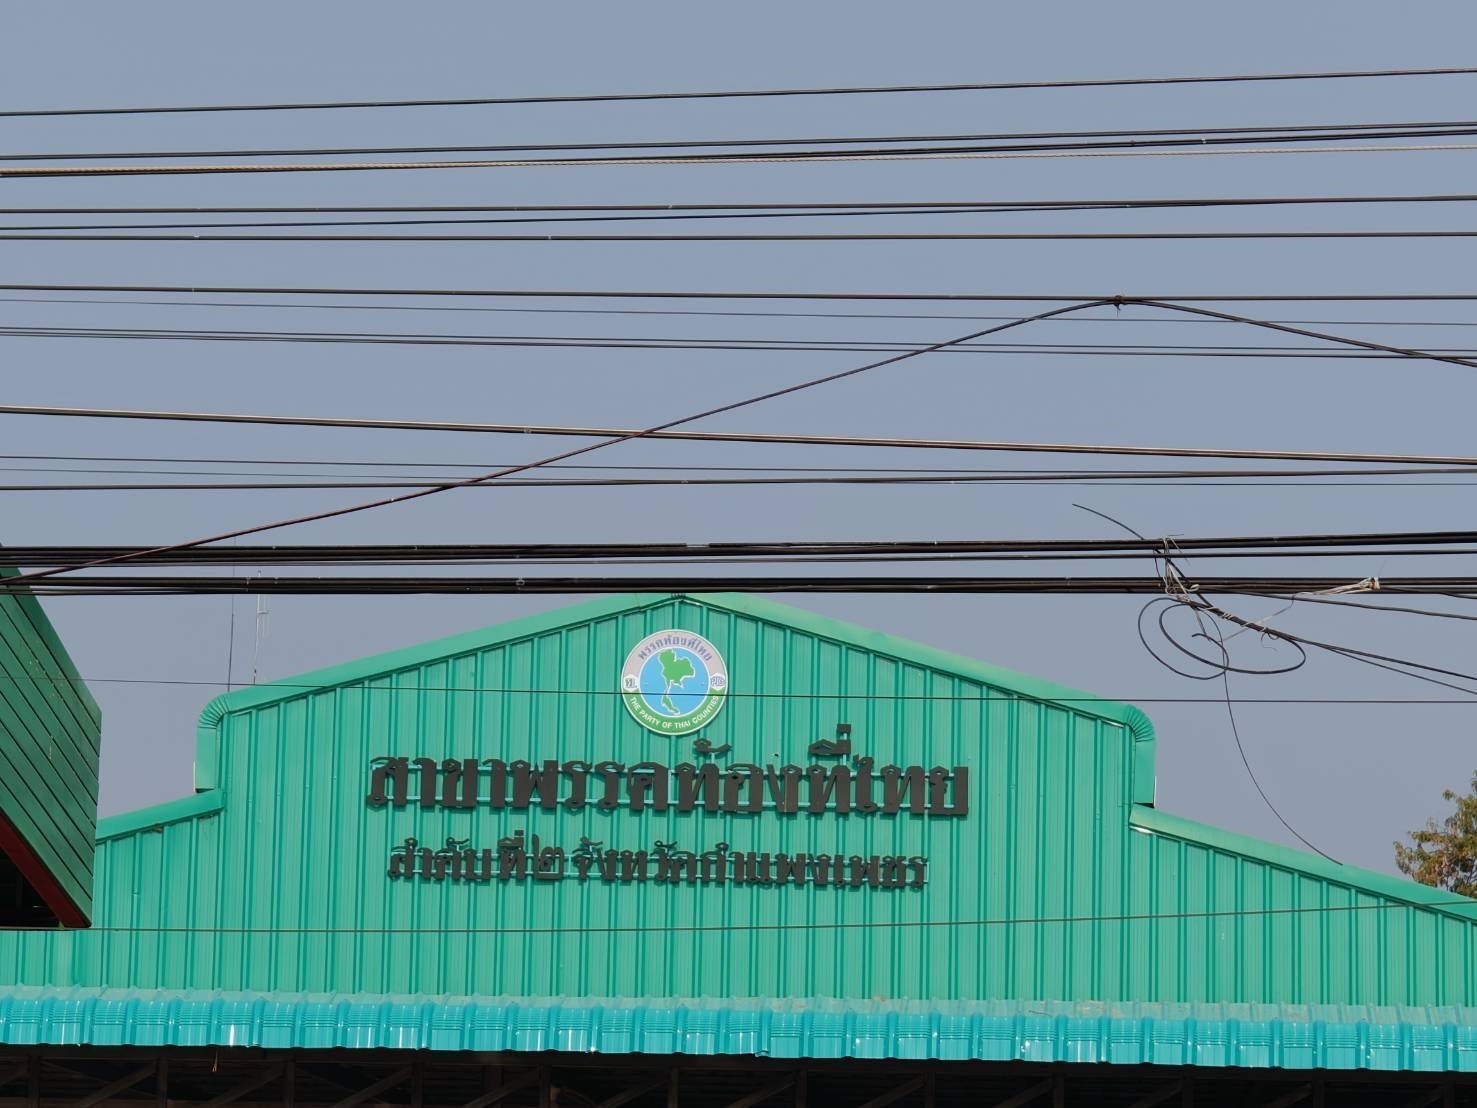 พรรคท้องที่ไทย
THE PARTY OF THAI COUNTIES
สาขาพรรคท้องที่ไทย
ลำดับที่ ๒ จังหวัดกำแพงเพชร